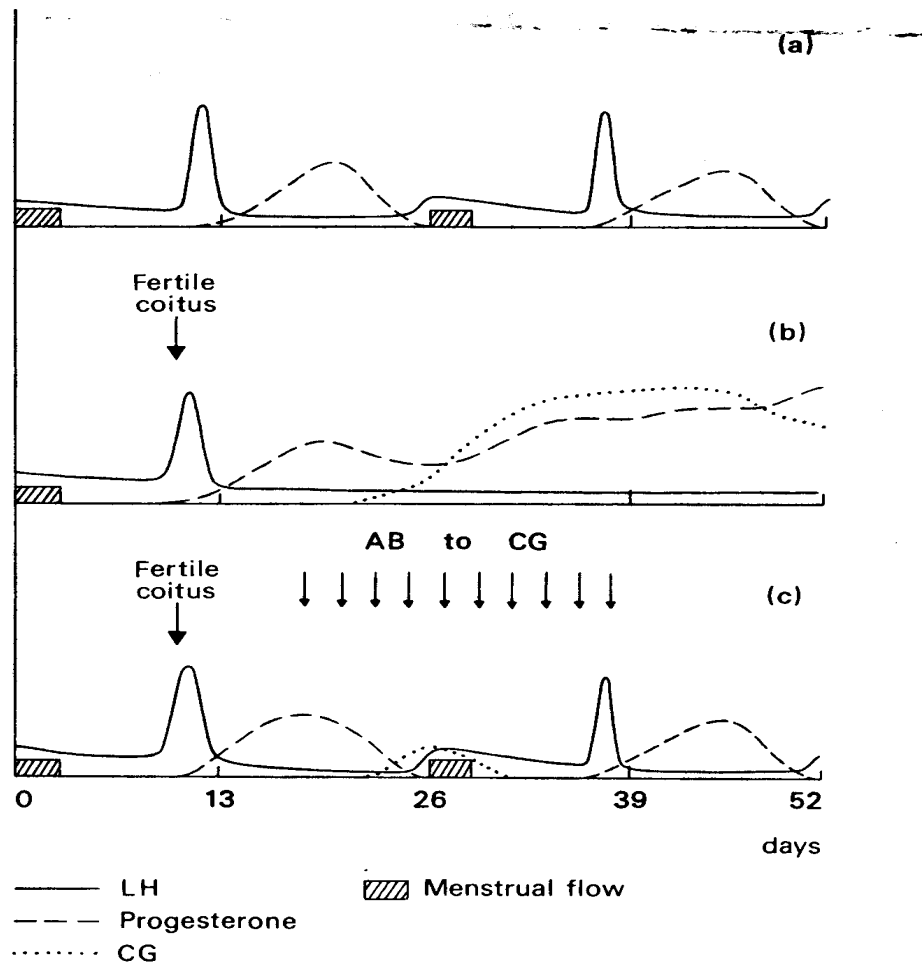 (a)
Fertile
coitus
(b)
AB to CG
Fertile
coitus
(c)
0 13 26 39 52
days
LH
Menstrual flow
Progesterone
CG